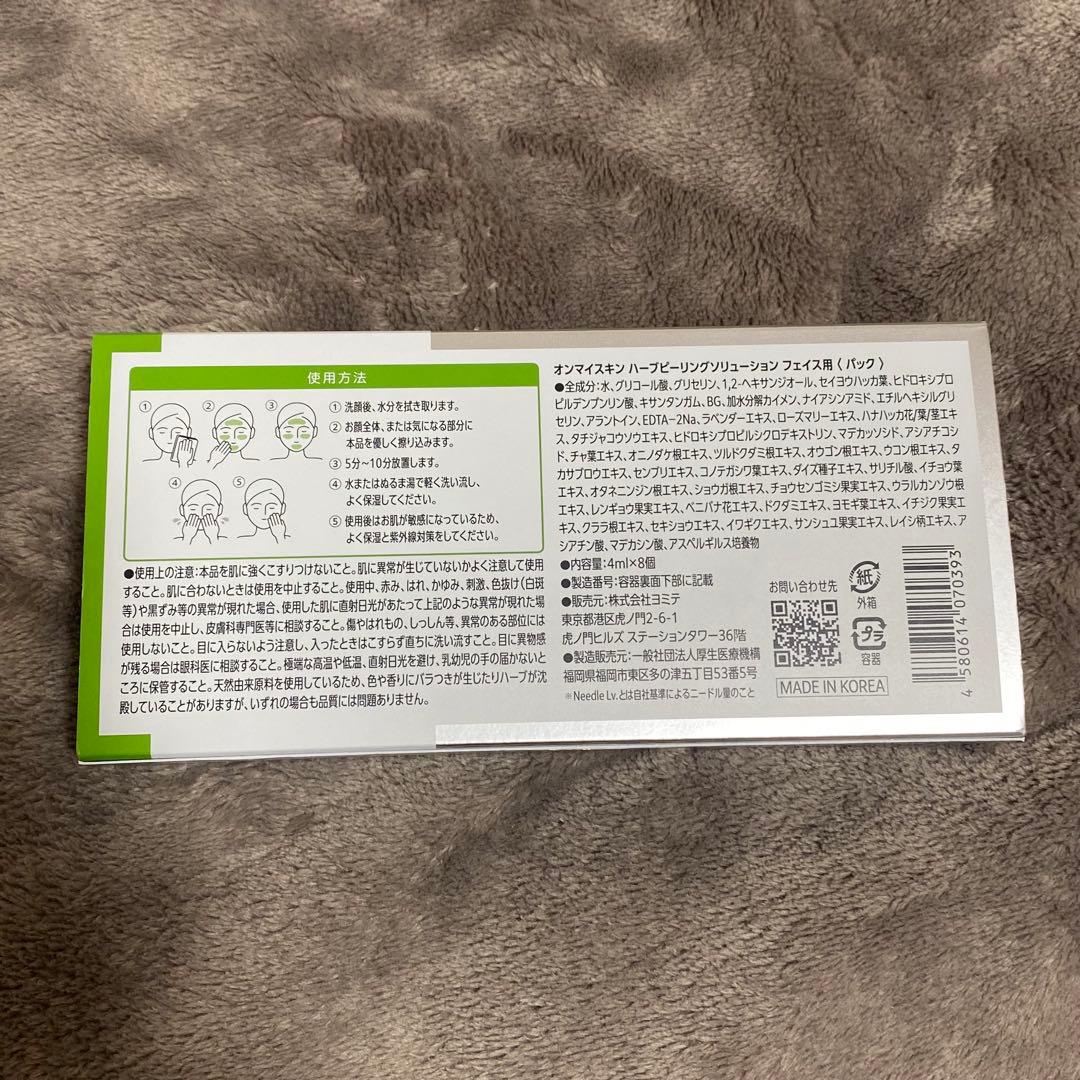 使用方法
①
②
③
④
⑤
① 洗顔後、水分を拭き取ります。
② お顔全体、または気になる部分に
本品を優しく擦り込みます。
③ 5分~10分放置します。
④ 水またはぬるま湯で軽く洗い流し、
よく保湿してください。
⑤ 使用後はお肌が敏感になっているため、
よく保湿と紫外線対策をしてください。
●使用上の注意:本品を肌に強くこすりつけないこと。肌に異常が生じていないかよく注意して使用
すること。肌に合わないときは使用を中止すること。使用中、赤み、はれ、かゆみ、刺激、色抜け(白斑
等)や黒ずみ等の異常が現れた場合、使用した肌に直射日光があたって上記のような異常が現れた場
合は使用を中止し、皮膚科専門医等に相談すること。傷やはれもの、しっしん等、異常のある部位には
使用しないこと。目に入らないよう注意し、入ったときはこすらず直ちに洗い流すこと。目に異物感
が残る場合は眼科医に相談すること。極端な高温や低温、直射日光を避け、乳幼児の手の届かないと
ころに保管すること。天然由来原料を使用しているため、色や香りにバラつきが生じたりハーブが沈
殿していることがありますが、いずれの場合も品質には問題ありません。
オンマイスキン ハーブピーリングソリューション フェイス用〈 パック 〉
●全成分:水、グリコール酸、グリセリン、1,2-ヘキサンジオール、セイヨウハッカ葉、ヒドロキシプロ
ピルデンプンリン酸、キサンタンガム、BG、加水分解カイメン、ナイアシンアミド、エチルヘキシルグリ
セリン、アラントイン、EDTA-2Na、ラベンダーエキス、ローズマリーエキス、ハナハッカ花/葉/茎エキ
ス、タチジャコウソウエキス、ヒドロキシプロピルシクロデキストリン、マデカッソシド、アシアチコシ
ド、チャ葉エキス、オニノダケ根エキス、ツルドクダミ根エキス、オウゴン根エキス、ウコン根エキス、タ
カサブロウエキス、センブリエキス、コノテガシワ葉エキス、ダイズ種子エキス、サリチル酸、イチョウ葉
エキス、オタネニンジン根エキス、ショウガ根エキス、チョウセンゴミシ果実エキス、ウラルカンゾウ根
エキス、レンギョウ果実エキス、ベニバナ花エキス、ドクダミエキス、ヨモギ葉エキス、イチジク果実エ
キス、クララ根エキス、セキショウエキス、イワギクエキス、サンシュユ果実エキス、レイシ柄エキス、ア
シアチン酸、マデカシン酸、アスペルギルス培養物
●内容量:4ml×8個
●製造番号:容器裏面下部に記載
●販売元:株式会社ヨミテ
東京都港区虎ノ門2-6-1
虎ノ門ヒルズ ステーションタワー36階
●製造販売元:一般社団法人厚生医療機構
福岡県福岡市東区多の津五丁目53番5号
※Needle Lv.とは自社基準によるニードル量のこと
お問い合わせ先
MADE IN KOREA
紙
外箱
プラ
容器
4 580614 070393